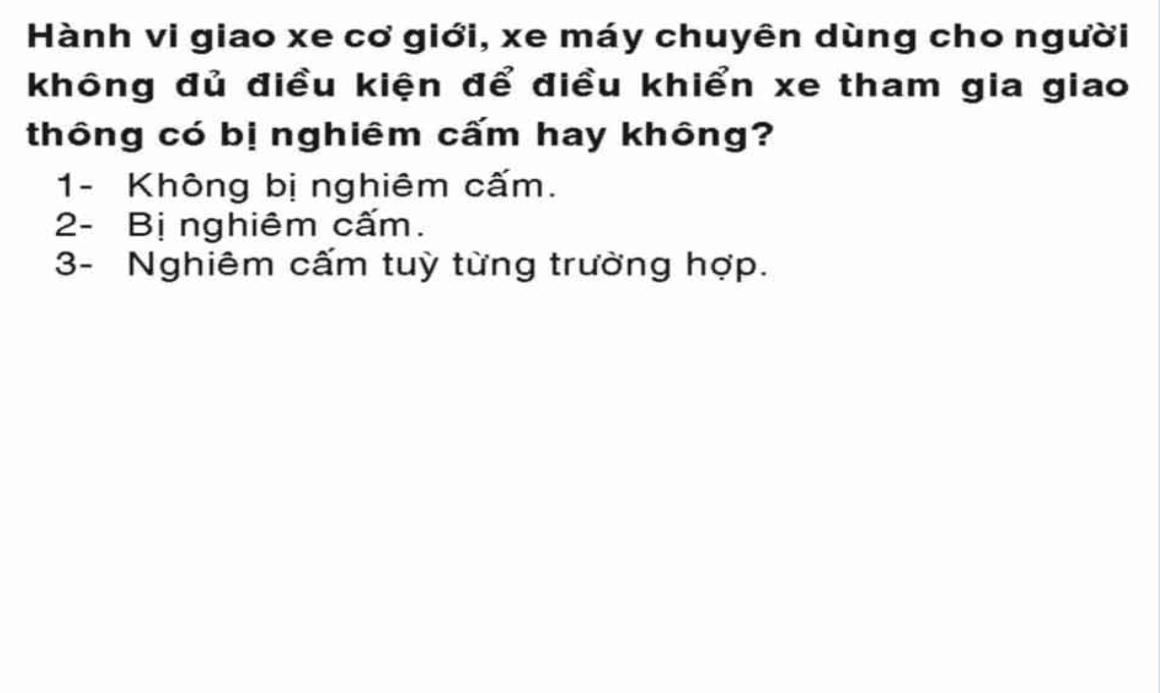 Hành vi giao xe cơ giới, xe máy chuyên dùng cho người
không đủ điều kiện để điều khiển xe tham gia giao
thông có bị nghiêm cấm hay không?
1- Không bị nghiêm cấm.
2- Bị nghiêm cấm.
3- Nghiêm cấm tuỳ từng trường hợp.